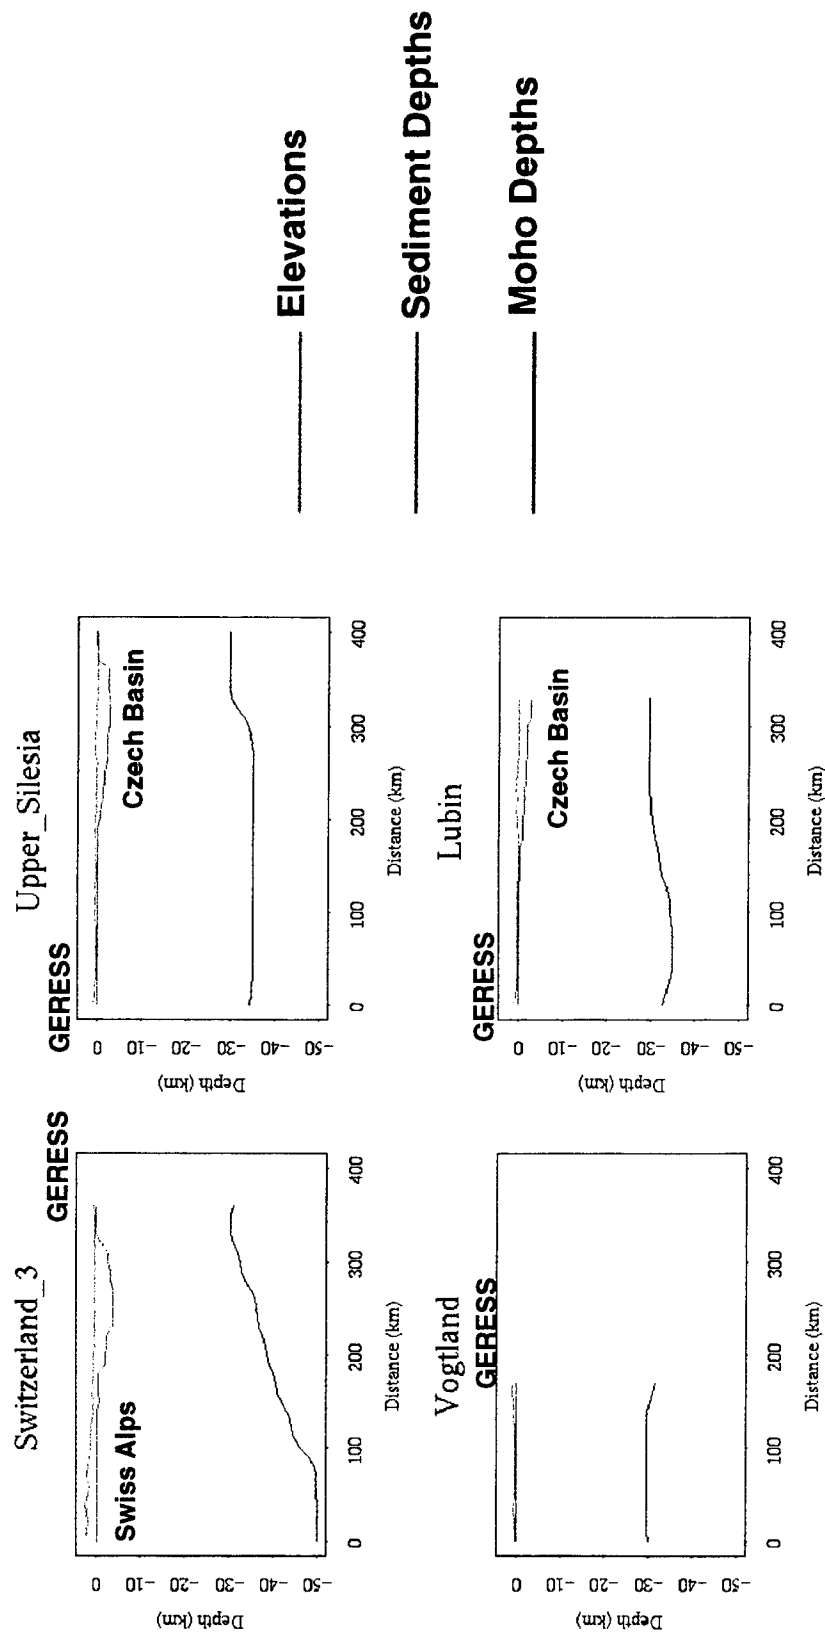 Switzerland_3
GERESS
Swiss Alps
0
-10
-20
-30
-40
-50
Depth (km)
0
100
200
300
400
Distance (km)
Upper_Silesia
GERESS
Czech Basin
0
-10
-20
-30
-40
-50
Depth (km)
0
100
200
300
400
Distance (km)
Vogtland
GERESS
0
-10
-20
-30
-40
-50
Depth (km)
0
100
200
300
400
Distance (km)
Lubin
GERESS
Czech Basin
0
-10
-20
-30
-40
-50
Depth (km)
0
100
200
300
400
Distance (km)
Elevations
Sediment Depths
Moho Depths